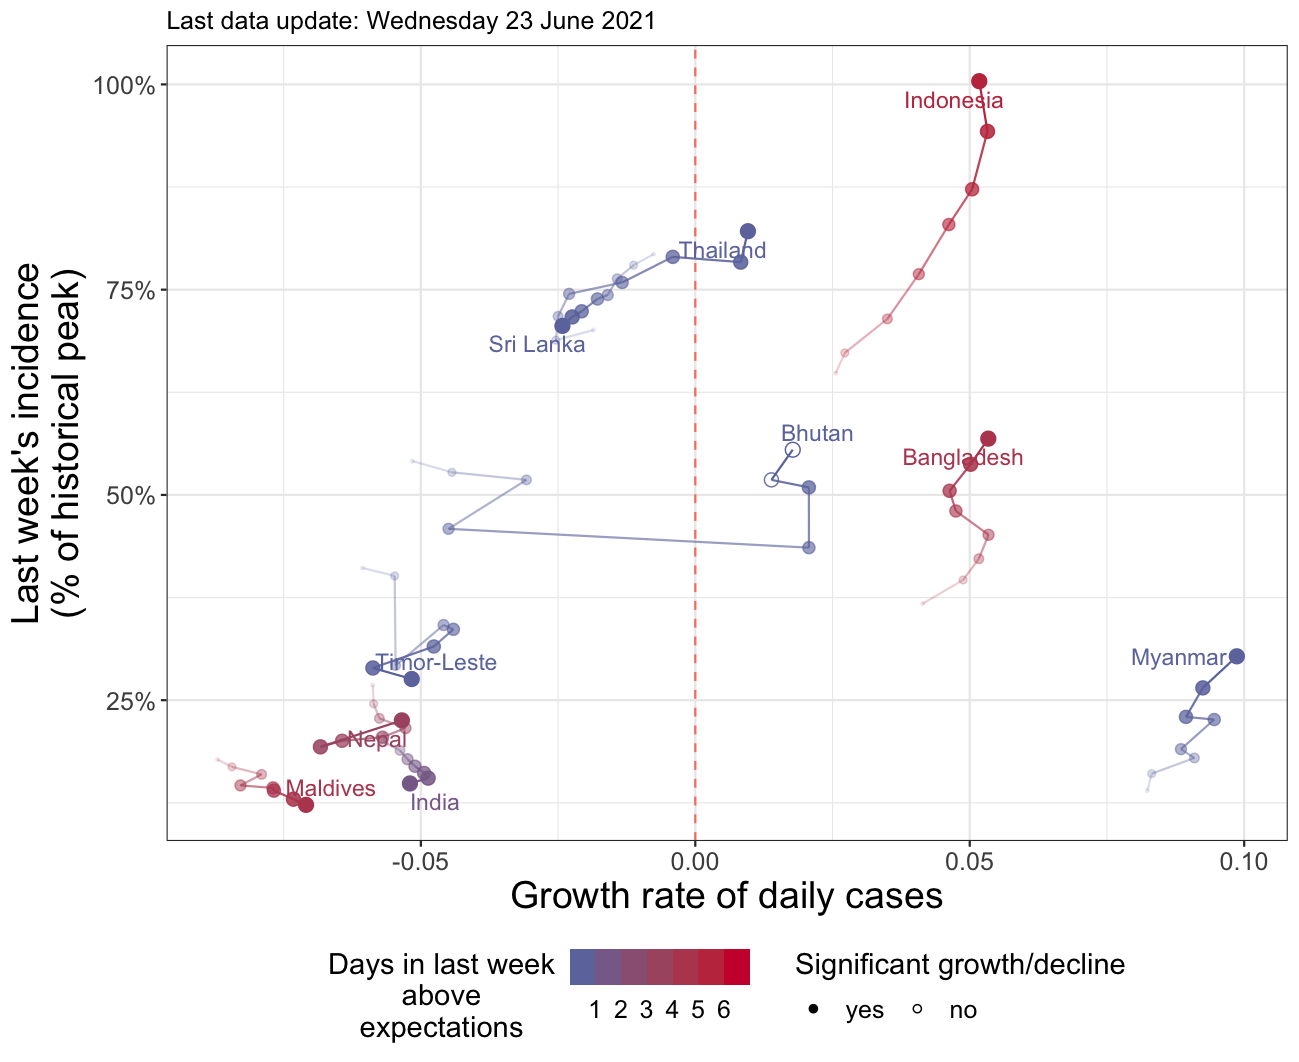 Last data update: Wednesday 23 June 2021
100%
75%
50%
25%
Last week's incidence
(% of historical peak)
Indonesia
Thailand
Sri Lanka
Bhutan
Bangladesh
Myanmar
Timor-Leste
Nepal
Maldives
India
-0.05 0.00 0.05 0.10
Growth rate of daily cases
Days in last week
above
expectations
1 2 3 4 5 6
Significant growth/decline
yes no